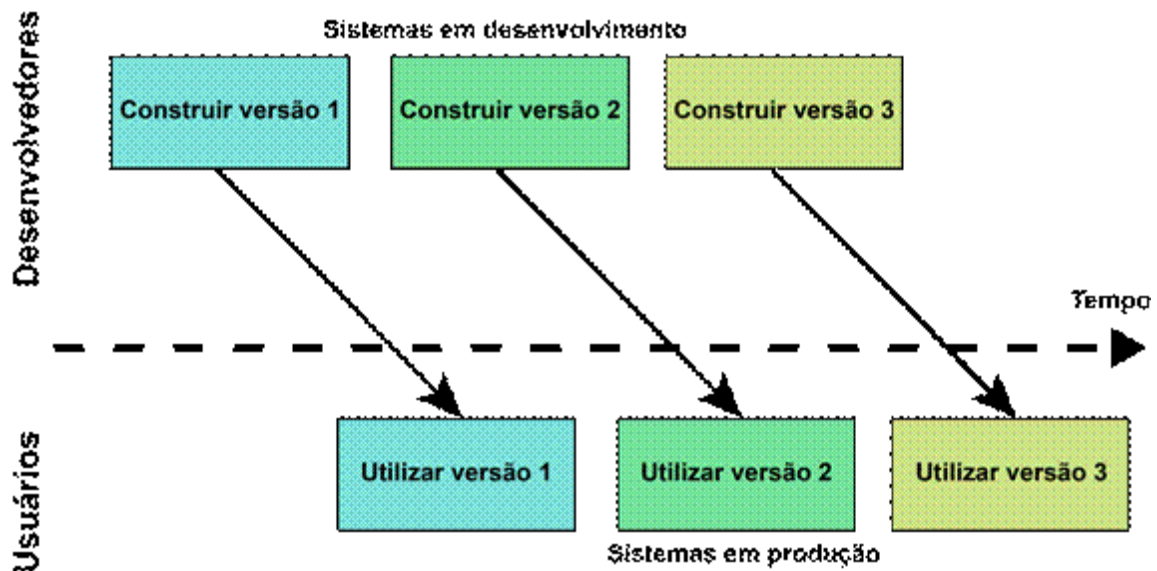 Desenvolvedores
Sistemas em desenvolvimento
Construir versão 1
Construir versão 2
Construir versão 3
Tempo
Usuários
Utilizar versão 1
Utilizar versão 2
Utilizar versão 3
Sistemas em produção